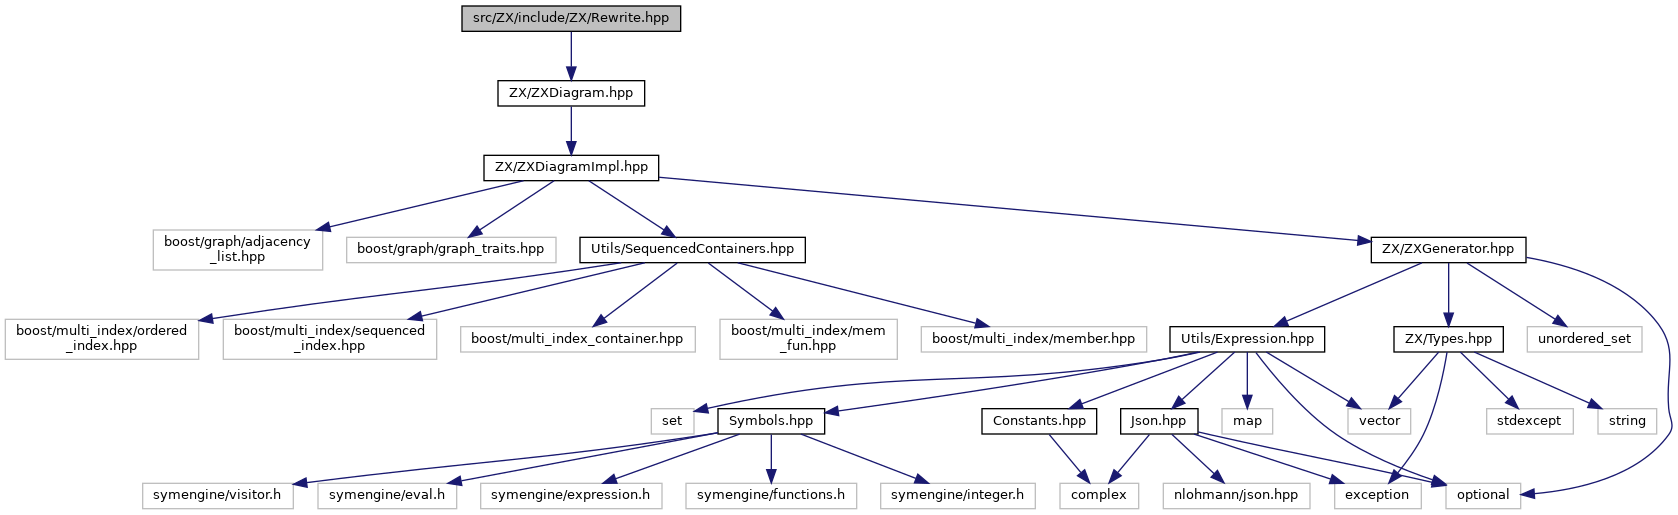 src/ZX/include/ZX/Rewrite.hpp
ZX/ZXDiagram.hpp
ZX/ZXDiagramImpl.hpp
boost/graph/adjacency
_list.hpp
boost/graph/graph_traits.hpp
Utils/SequencedContainers.hpp
ZX/ZXGenerator.hpp
boost/multi_index/ordered
_index.hpp
boost/multi_index/sequenced
_index.hpp
boost/multi_index_container.hpp
boost/multi_index/mem
_fun.hpp
boost/multi_index/member.hpp
Utils/Expression.hpp
ZX/Types.hpp
unordered_set
set
Symbols.hpp
Constants.hpp
Json.hpp
map
vector
stdexcept
string
symengine/visitor.h
symengine/eval.h
symengine/expression.h
symengine/functions.h
symengine/integer.h
complex
nlohmann/json.hpp
exception
optional